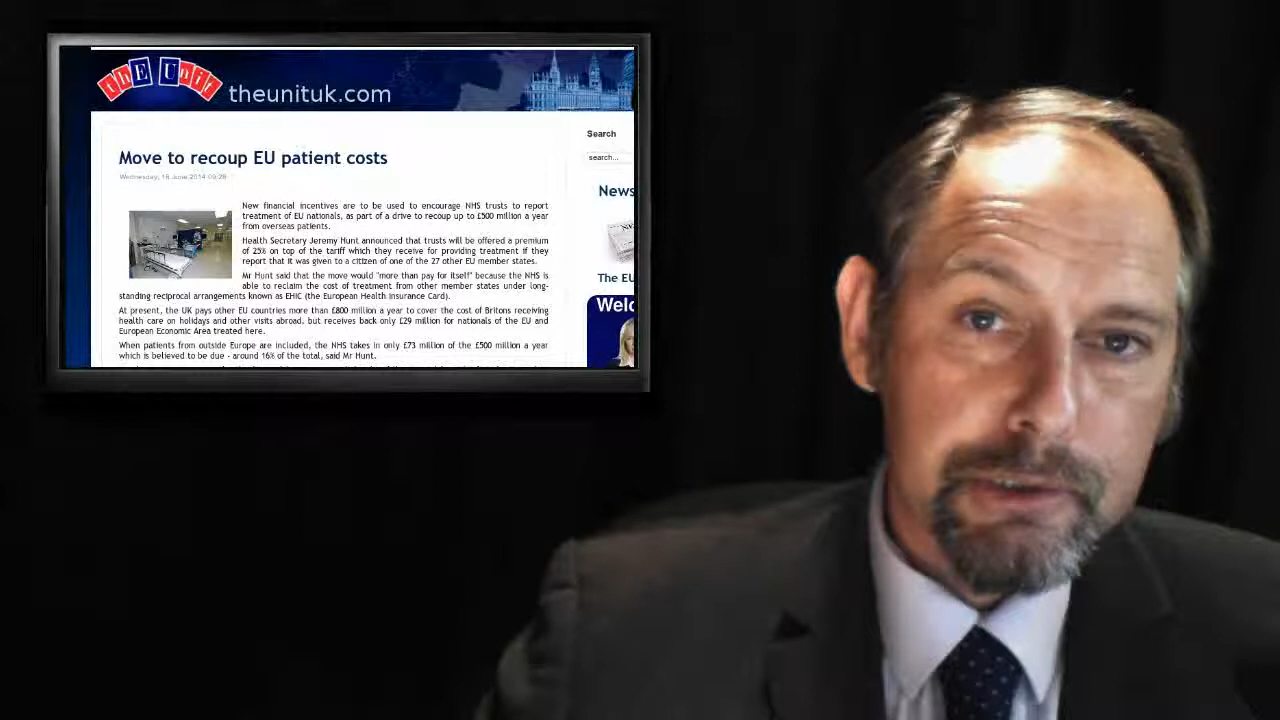 thE Unit
theunituk.com
Move to recoup EU patient costs
Wednesday, 18 June 2014 09:28
New financial incentives are to be used to encourage NHS trusts to report
treatment of EU nationals, as part of a drive to recoup up to £500 million a year
from overseas patients.
Health Secretary Jeremy Hunt announced that trusts will be offered a premium
of 25% on top of the tariff which they receive for providing treatment if they
report that it was given to a citizen of one of the 27 other EU member states.
Mr Hunt said that the move would "more than pay for itself" because the NHS is
able to reclaim the cost of treatment from other member states under long-
standing reciprocal arrangements known as EHIC (the European Health Insurance Card).
At present, the UK pays other EU countries more than £800 million a year to cover the cost of Britons receiving
health care on holidays and other visits abroad, but receives back only £29 million for nationals of the EU and
European Economic Area treated here.
When patients from outside Europe are included, the NHS takes in only £73 million of the £500 million a year
which is believed to be due - around 16% of the total, said Mr Hunt.
Search
search...
News
The EU
Welc